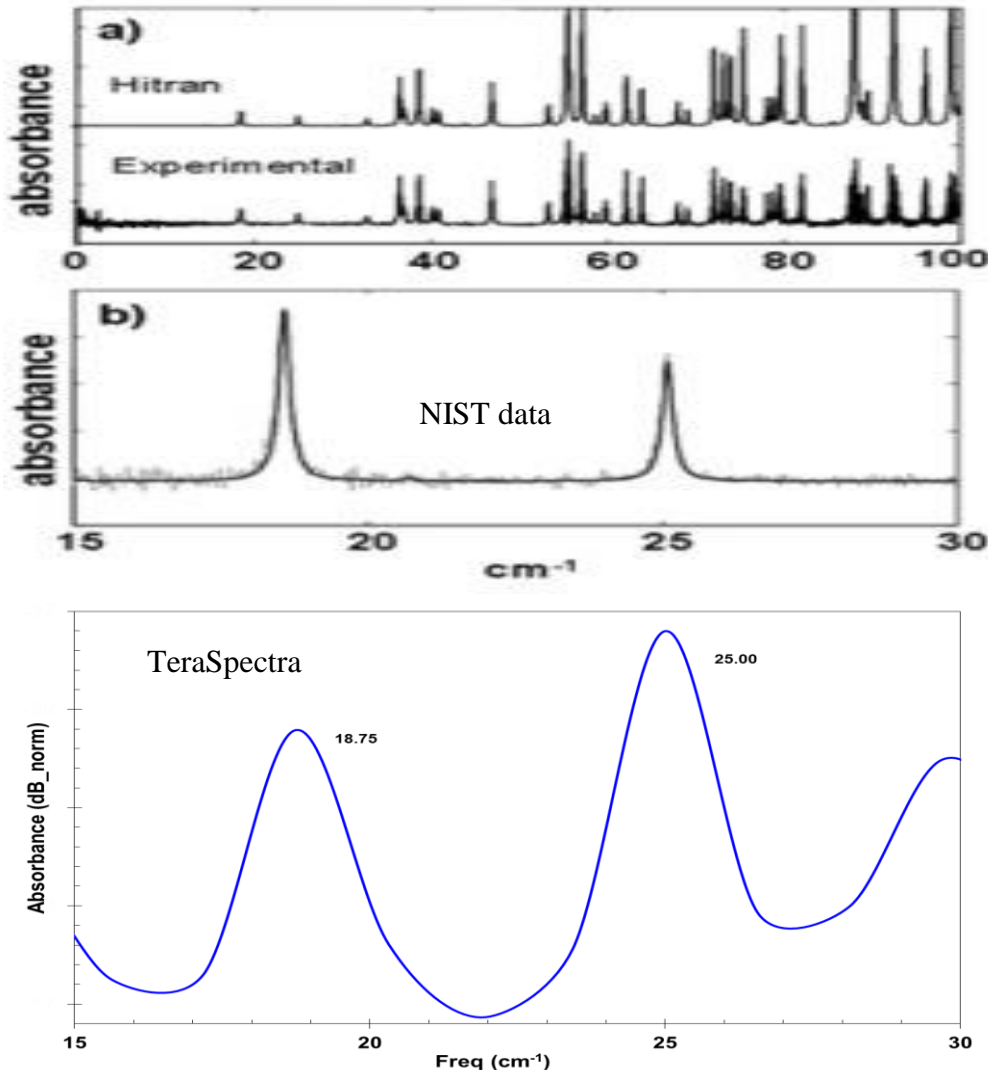 a)
Hitran
Experimental
absorbance
0 20 40 60 80 100
b)
NIST data
absorbance
15 20 25 30
cm-1
TeraSpectra
25.00
18.75
Absorbance (dB_norm)
15 20 25 30
Freq (cm-1)